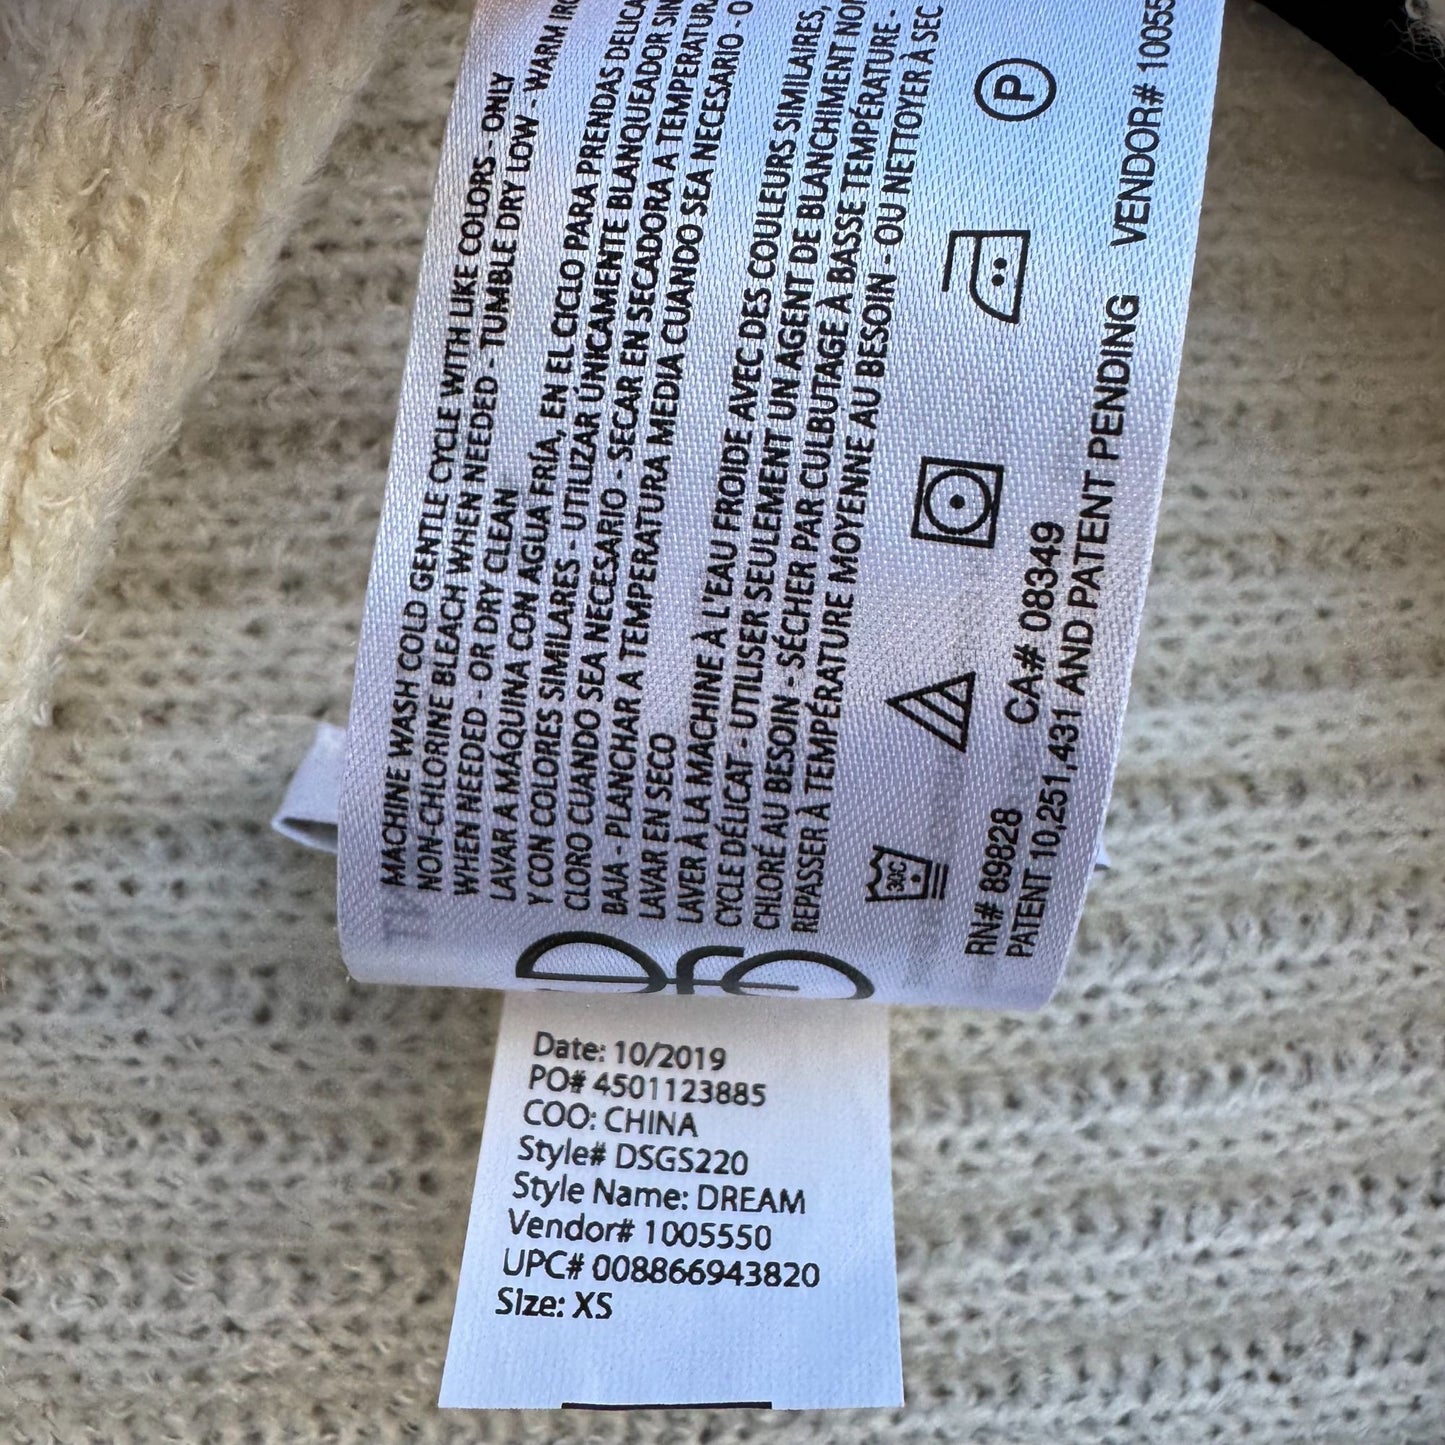 MACHINE WASH COLD GENTLE CYCLE WITH LIKE COLORS - ONLY
NON-CHLORINE BLEACH WHEN NEEDED - TUMBLE DRY LOW - WARM
WHEN NEEDED - OR DRY CLEAN
LAVAR A MÁQUINA CON AGUA FRÍA, EN EL CICLO PARA PRENDAS
Y CON COLORES SIMILARES - UTILIZAR ÚNICAMENTE BLANQUEADOR
CLORO CUANDO SEA NECESARIO - SECAR EN SECADORA A
BAJA - PLANCHAR A TEMPERATURA MEDIA CUANDO SEA NECESARIO -
LAVAR EN SECO
LAVER À LA MACHINE À L'EAU FROIDE AVEC DES COULEURS SIMILAIRES,
CYCLE DÉLICAT - UTILISER SEULEMENT UN AGENT DE BLANCHIMENT
CHLORÉ AU BESOIN - SÉCHER PAR CULBUTAGE À BASSE TEMPÉRATURE -
REPASSER À TEMPÉRATURE MOYENNE AU BESOIN - OU NETTOYER À SEC
30C
P
RN# 89828 CA# 08349
PATENT 10,251,431 AND PATENT PENDING VENDOR# 10055
Date: 10/2019
PO# 4501123885
COO: CHINA
Style# DSGS220
Style Name: DREAM
Vendor# 1005550
UPC# 008866943820
Size: XS